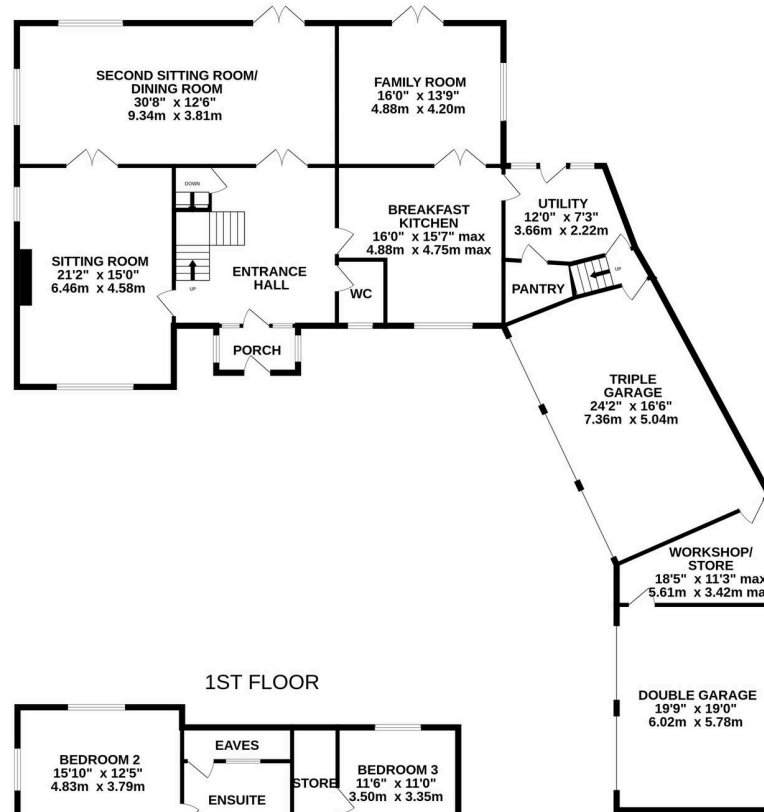 SECOND SITTING ROOM/
DINING ROOM
30'8" x 12'6"
9.34m x 3.81m
FAMILY ROOM
16'0" x 13'9"
4.88m x 4.20m
DOWN
SITTING ROOM
21'2" x 15'0"
6.46m x 4.58m
UP
ENTRANCE
HALL
BREAKFAST
KITCHEN
16'0" x 15'7" max
4.88m x 4.75m max
WC
PORCH
UTILITY
12'0" x 7'3"
3.66m x 2.22m
PANTRY
UP
TRIPLE
GARAGE
24'2" x 16'6"
7.36m x 5.04m
WORKSHOP/
STORE
18'5" x 11'3" max
5.61m x 3.42m ma
DOUBLE GARAGE
19'9" x 19'0"
6.02m x 5.78m
1ST FLOOR
BEDROOM 2
15'10" x 12'5"
4.83m x 3.79m
EAVES
ENSUITE
STORE
BEDROOM 3
11'6" x 11'0"
3.50m x 3.35m